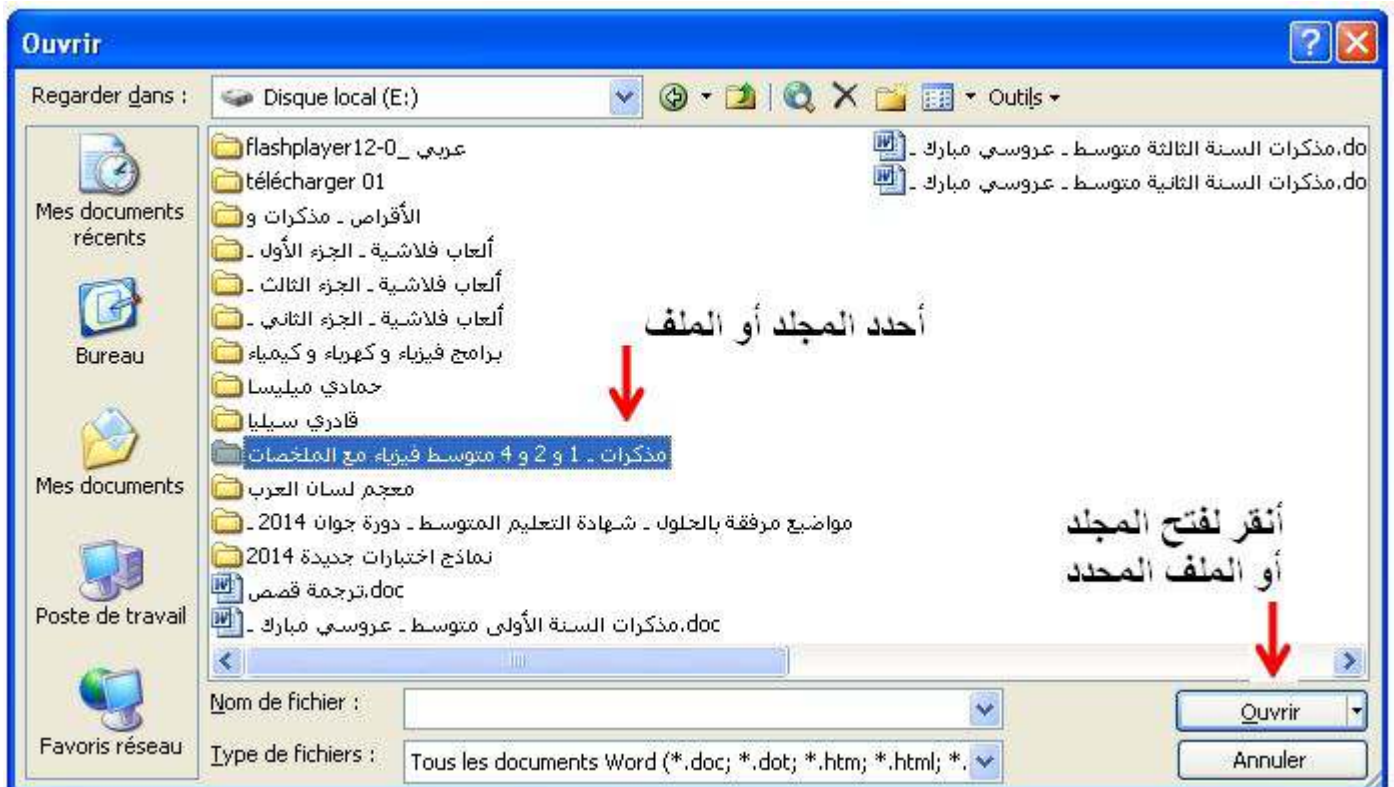 Ouvrir
Regarder dans :
Disque local (E:)
Outils
Mes documents
récents
Bureau
Mes documents
Poste de travail
Favoris réseau
flashplayer12-0_ عربي
télécharger 01
الأقراص ـ مذكرات و
ألعاب فلاشية ـ الجزء الأول ـ
ألعاب فلاشية ـ الجزء الثالث ـ
ألعاب فلاشية ـ الجزء الثاني ـ
برامج فيزياء و كهرباء و كيمياء
حمادي ميليسا
قادري سيليا
مذكرات ـ 1 و 2 و 4 متوسط فيزياء مع الملخصات
معجم لسان العرب
مواضيع مرفقة بالحلول ـ شهادة التعليم المتوسط ـ دورة جوان 2014 ـ
نماذج اختبارات جديدة 2014
ترجمة قصص.doc
مذكرات السنة الأولى متوسط ـ عروسي مبارك ـ.doc
مذكرات السنة الثالثة متوسط ـ عروسي مبارك ـ.do
مذكرات السنة الثانية متوسط ـ عروسي مبارك ـ.do
أحدد المجلد أو الملف
أنقر لفتح المجلد
أو الملف المحدد
Nom de fichier :
Ouvrir
Type de fichiers :
Tous les documents Word (*.doc; *.dot; *.htm; *.html; *.
Annuler